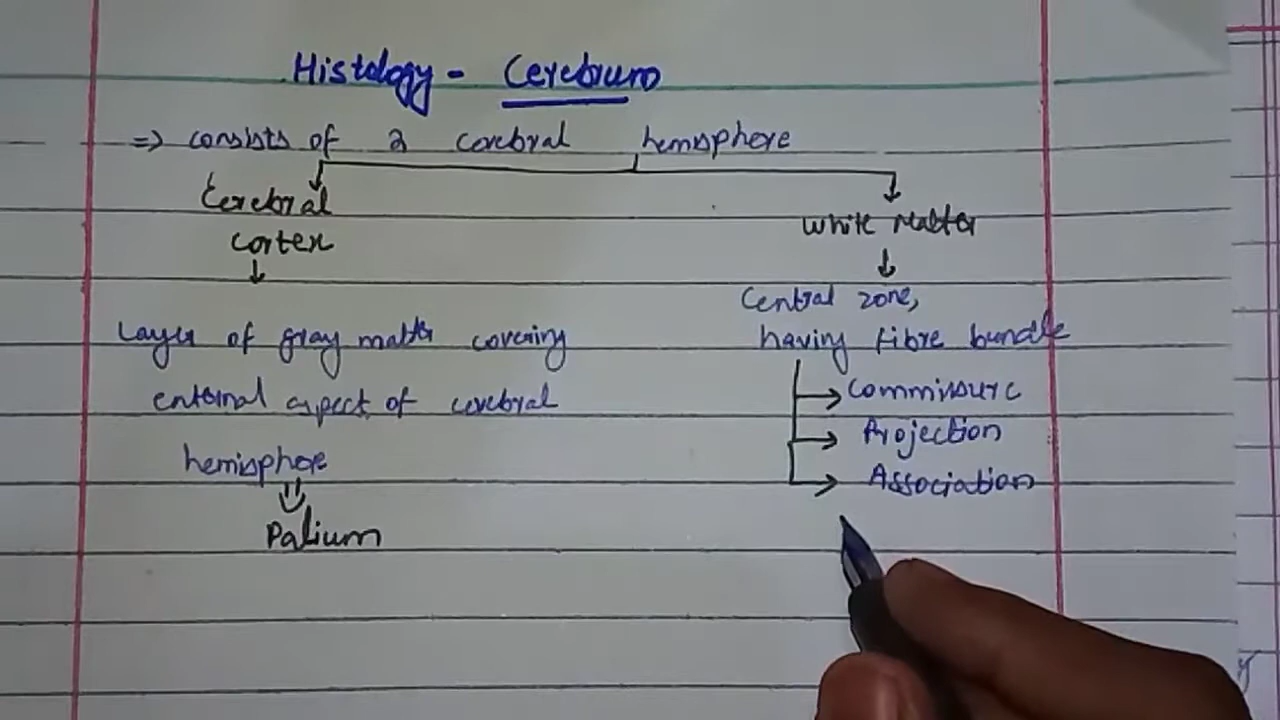 Histology - Cerebrum
=> consists of 2 cerebral hemisphere
Cerebral
cortex
Layer of gray matter covering
external aspect of cerebral
hemisphere
Palium
White Matter
Central zone,
having fibre bundle
Commissure
Projection
Association